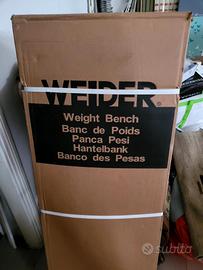 WEIDER®
Weight Bench
Banc de Poids
Panca Pesi
Hantelbank
Banco des Pesas
subito